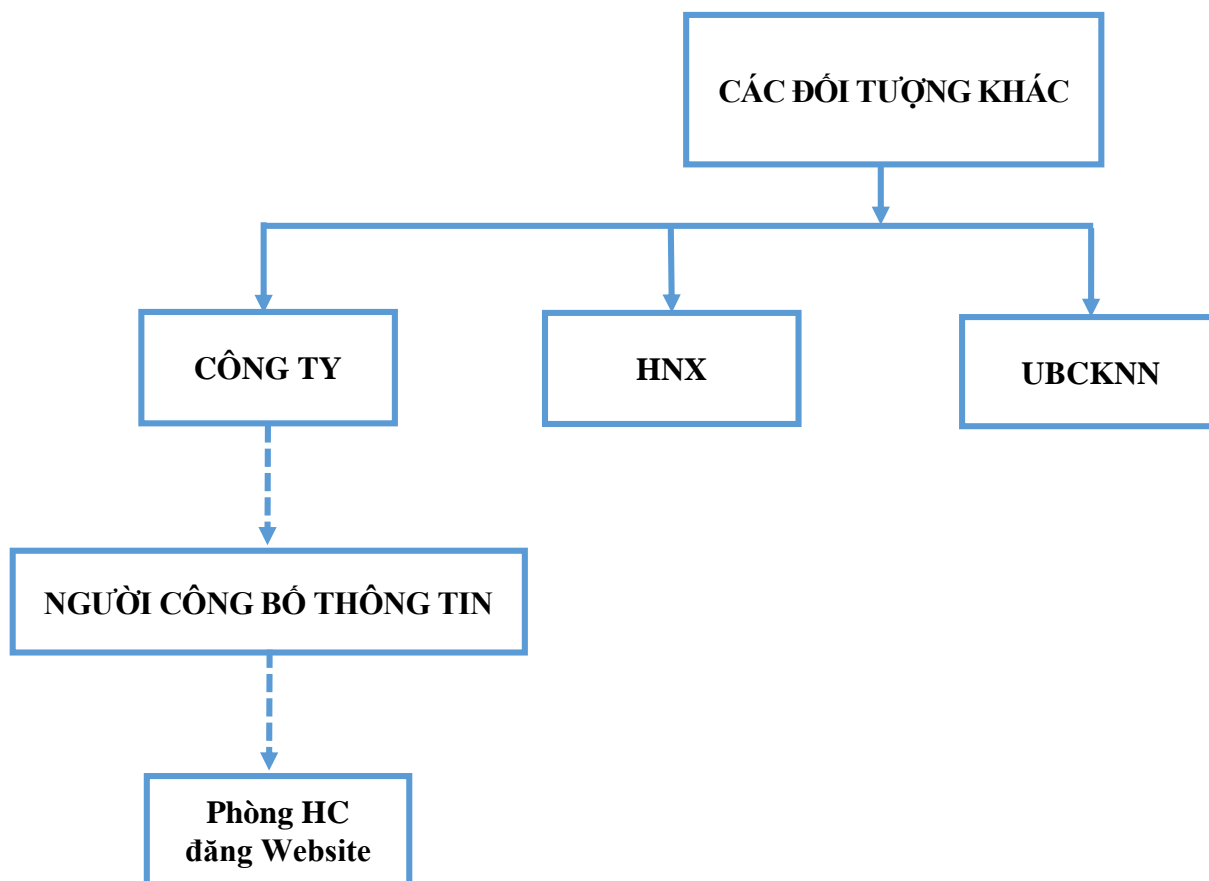 CÁC ĐỐI TƯỢNG KHÁC
CÔNG TY
HNX
UBCKNN
NGƯỜI CÔNG BỐ THÔNG TIN
Phòng HC
đăng Website